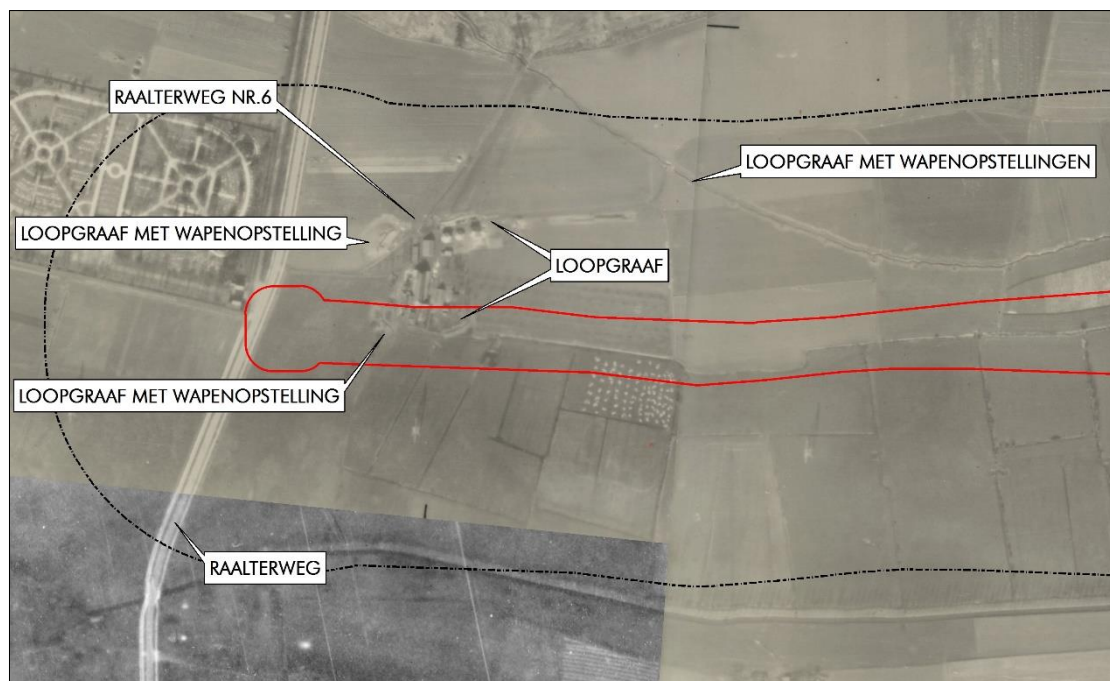 RAALTERWEG NR.6
LOOPGRAAF MET WAPENOPSTELLINGEN
LOOPGRAAF MET WAPENOPSTELLING
LOOPGRAAF
LOOPGRAAF MET WAPENOPSTELLING
RAALTERWEG